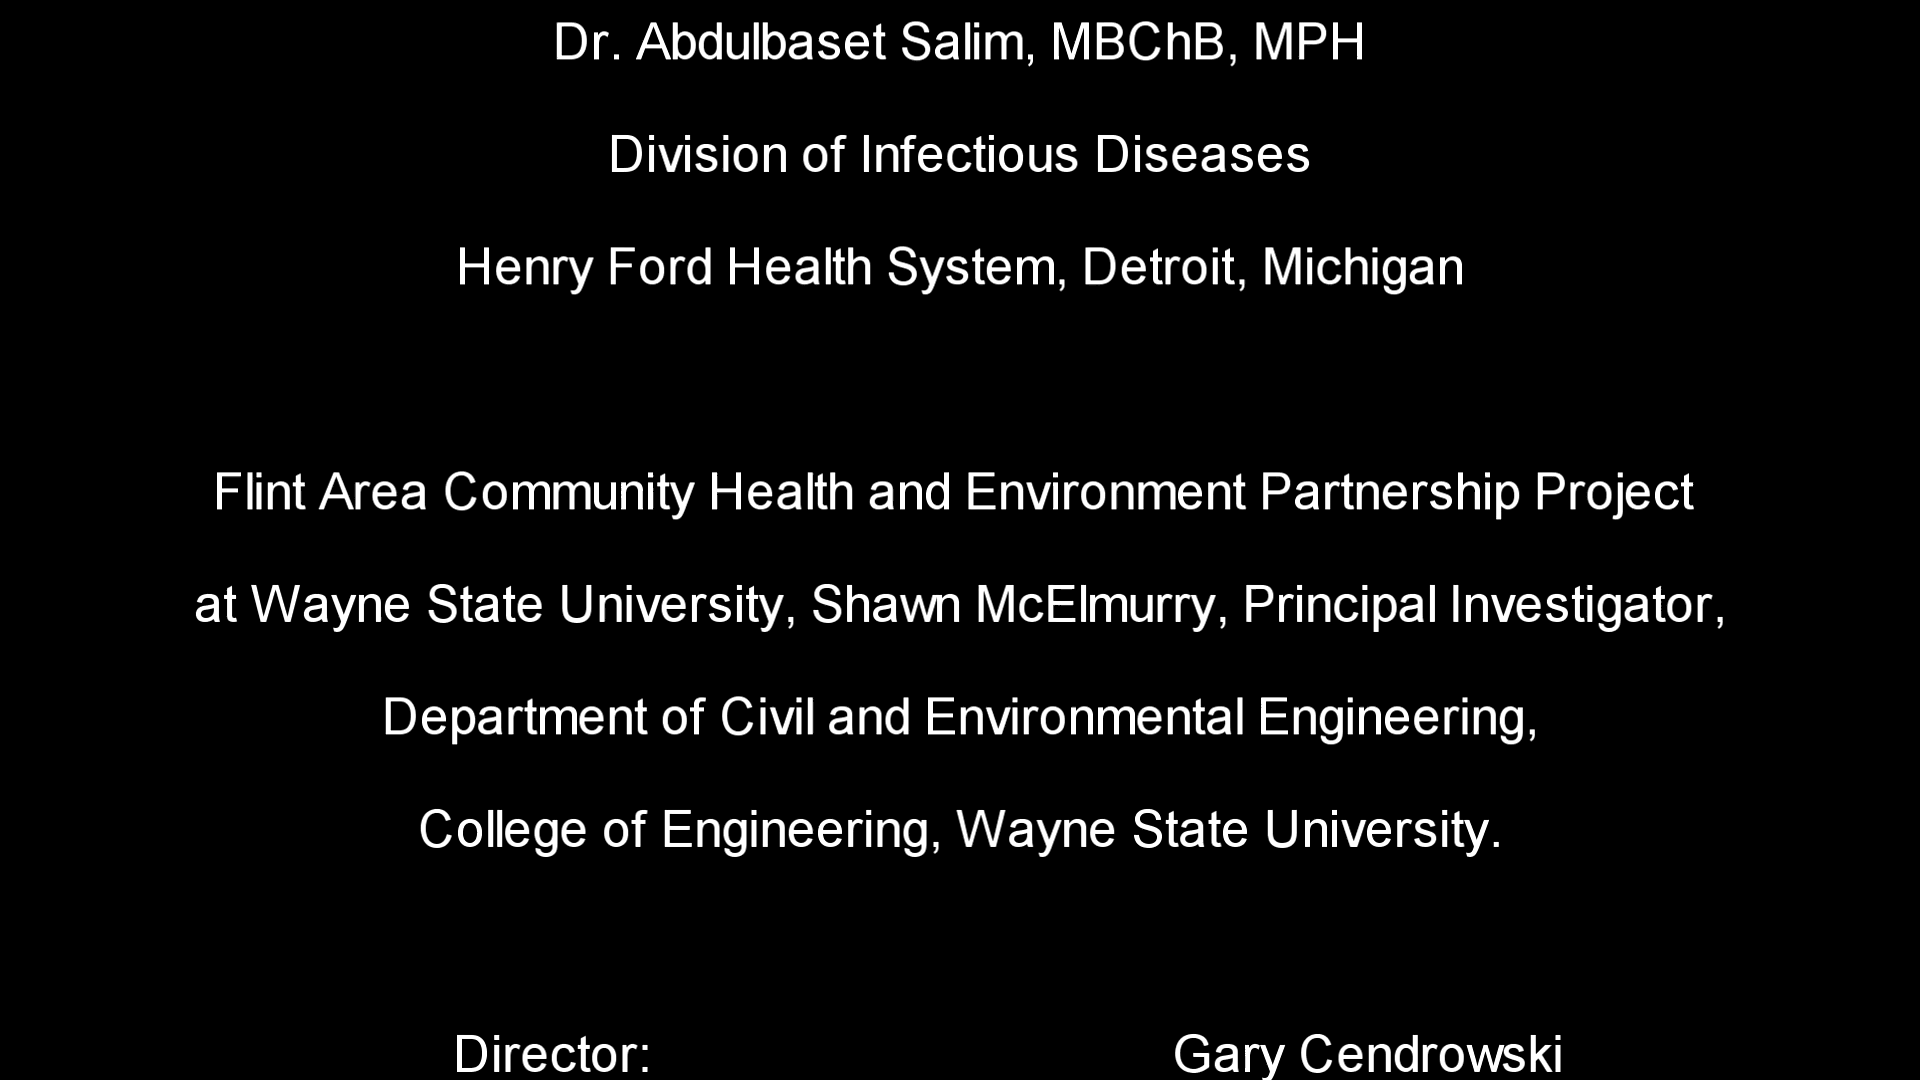 Dr. Abdulbaset Salim, MBChB, MPH
Division of Infectious Diseases
Henry Ford Health System, Detroit, Michigan
Flint Area Community Health and Environment Partnership Project
at Wayne State University, Shawn McElmurry, Principal Investigator,
Department of Civil and Environmental Engineering,
College of Engineering, Wayne State University.
Director: Gary Cendrowski